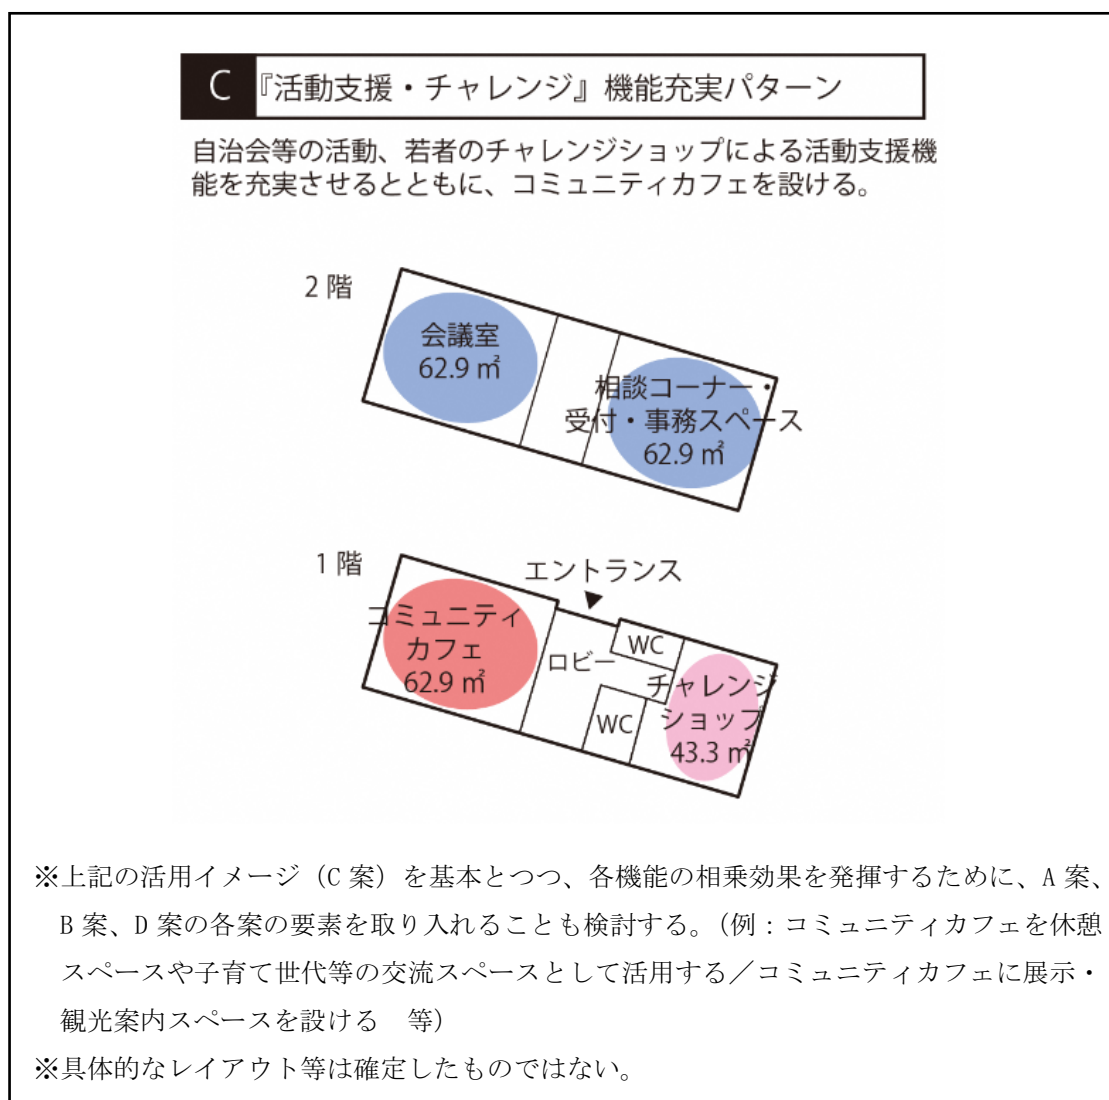 C 『活動支援・チャレンジ』機能充実パターン
自治会等の活動、若者のチャレンジショップによる活動支援機
能を充実させるとともに、コミュニティカフェを設ける。
2 階
会議室
62.9 ㎡
相談コーナー・
受付・事務スペース
62.9 ㎡
1 階
エントランス
コミュニティ
カフェ
62.9 ㎡
ロビー
WC
WC
チャレンジ
ショップ
43.3 ㎡
※上記の活用イメージ（C 案）を基本とつつ、各機能の相乗効果を発揮するために、A 案、
B 案、D 案の各案の要素を取り入れることも検討する。（例：コミュニティカフェを休憩
スペースや子育て世代等の交流スペースとして活用する／コミュニティカフェに展示・
観光案内スペースを設ける　等）
※具体的なレイアウト等は確定したものではない。